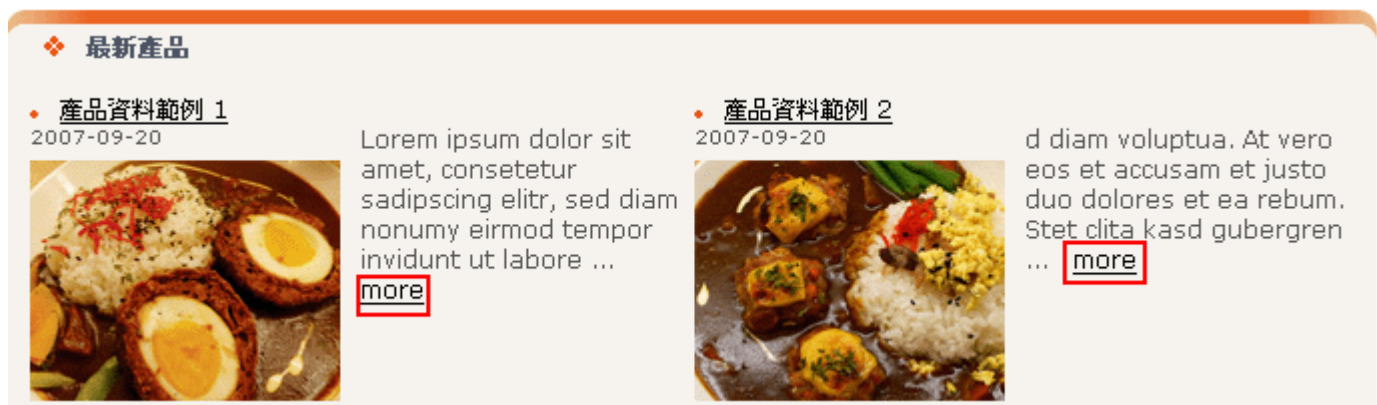 最新產品
產品資料範例 1
2007-09-20
Lorem ipsum dolor sit
amet, consetetur
sadipscing elitr, sed diam
nonumy eirmod tempor
invidunt ut labore ...
more
產品資料範例 2
2007-09-20
d diam voluptua. At vero
eos et accusam et justo
duo dolores et ea rebum.
Stet clita kasd gubergren
... more